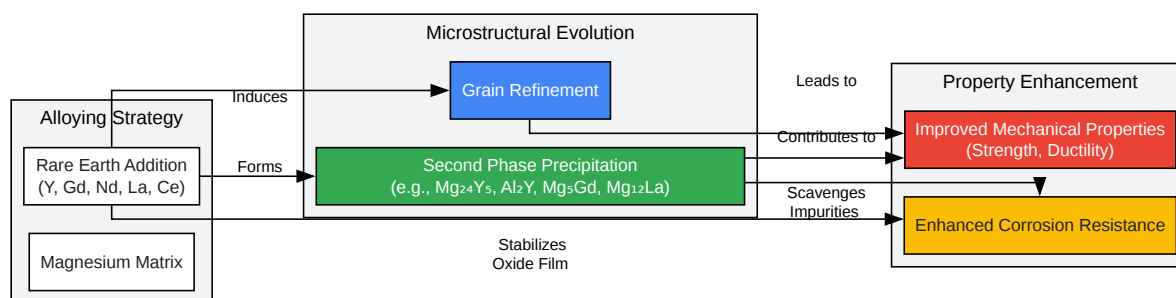 Microstructural Evolution
Grain Refinement
Leads to
Property Enhancement
Induces
Alloying Strategy
Improved Mechanical Properties
(Strength, Ductility)
Contributes to
Rare Earth Addition
(Y, Gd, Nd, La, Ce)
Forms
Second Phase Precipitation
(e.g., Mg₂₄Y₅, Al₂Y, Mg₅Gd, Mg₁₂La)
Scavenges
Impurities
Enhanced Corrosion Resistance
Stabilizes
Oxide Film
Magnesium Matrix